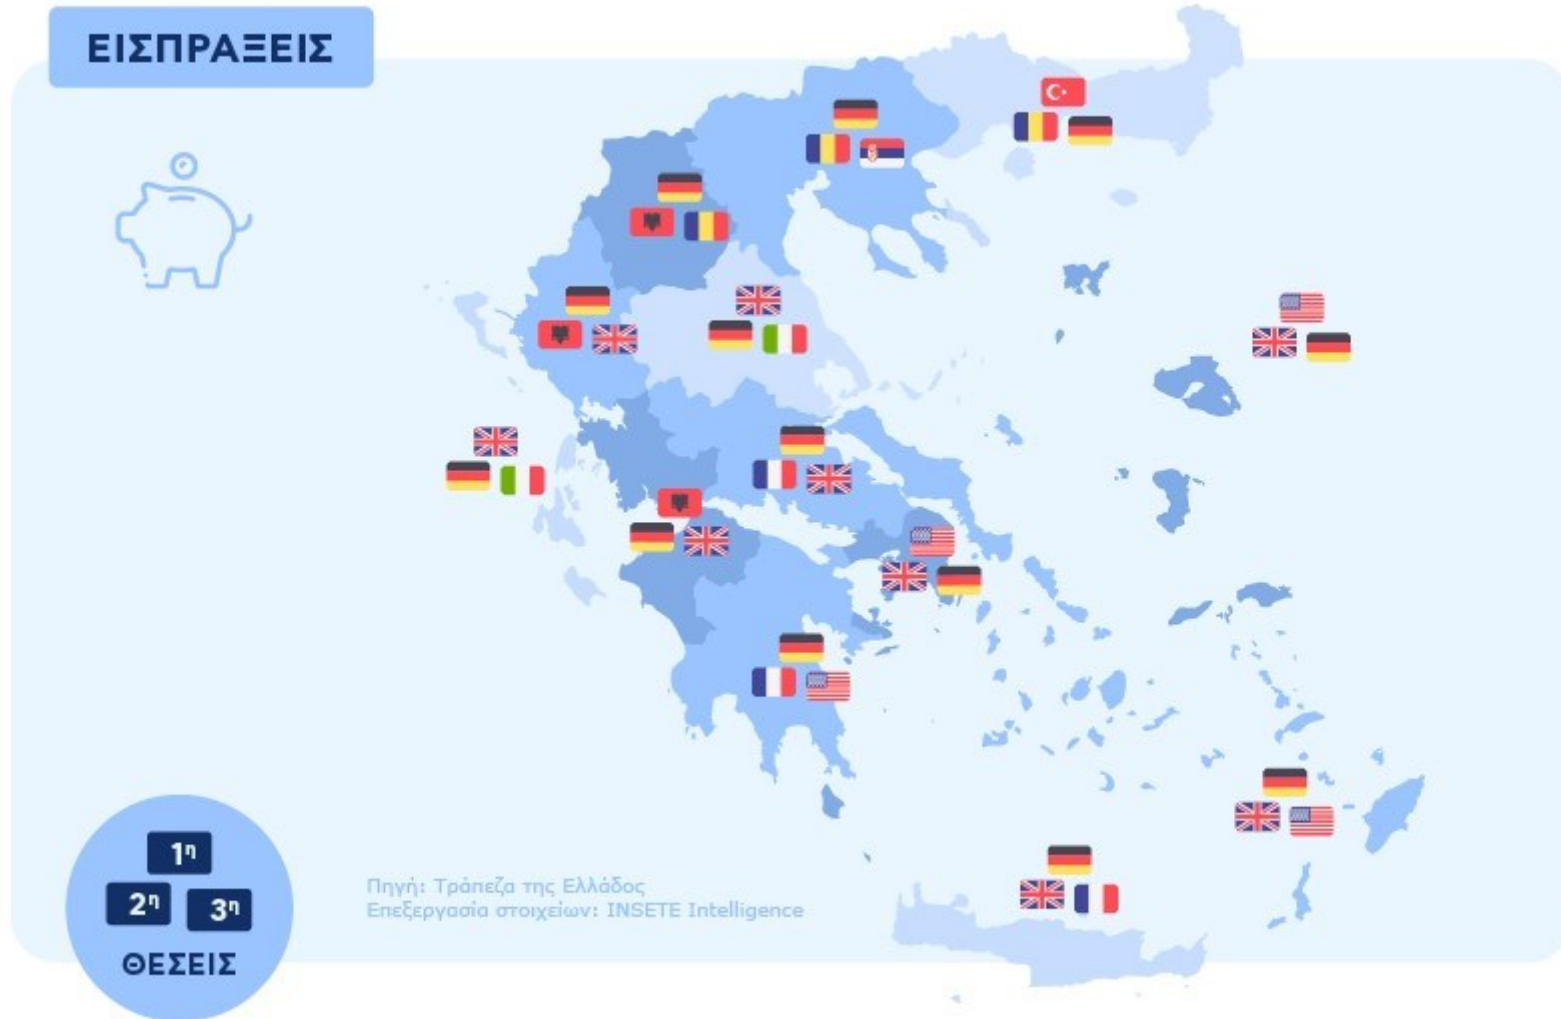 ΕΙΣΠΡΑΞΕΙΣ
1η
2η 3η
ΘΕΣΕΙΣ
Πηγή: Τράπεζα της Ελλάδος
Επεξεργασία στοιχείων: INSETE Intelligence